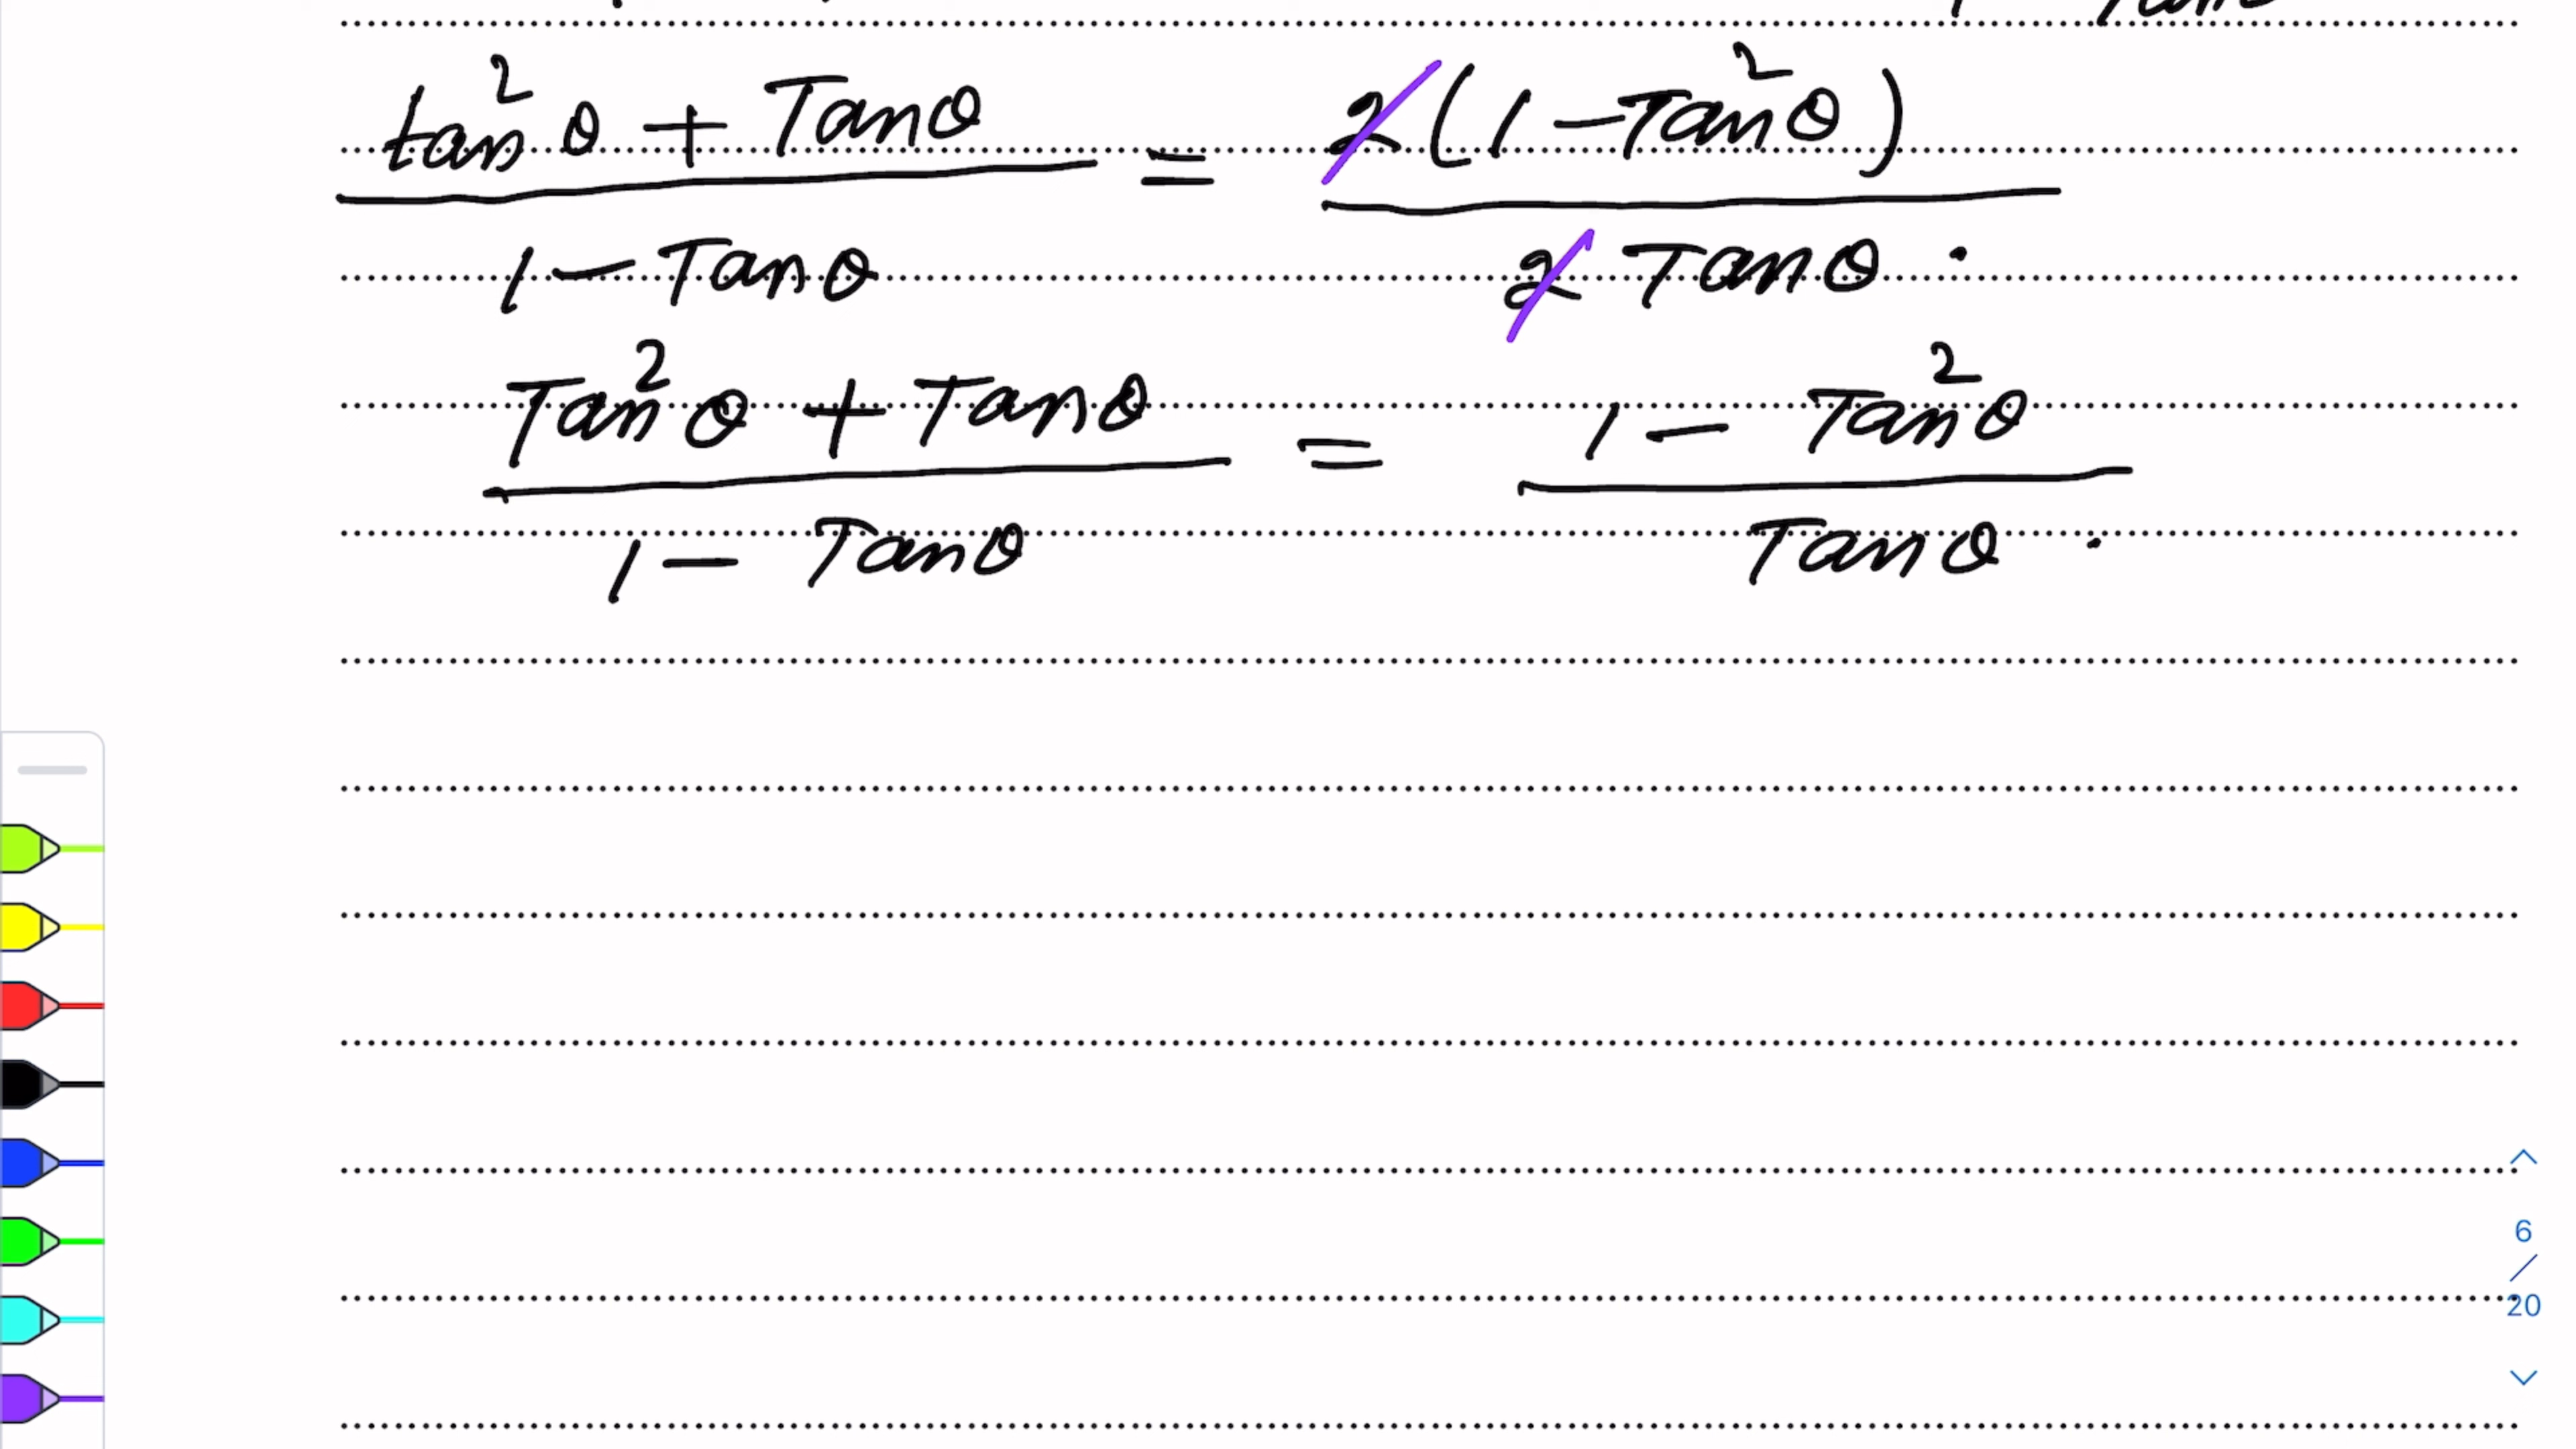 tan²θ + Tanθ / 1 - Tanθ = 2(1 - Tan²θ) / 2 Tanθ .
Tan²θ + Tanθ / 1 - Tanθ = 1 - Tan²θ / Tanθ .
6
/
20